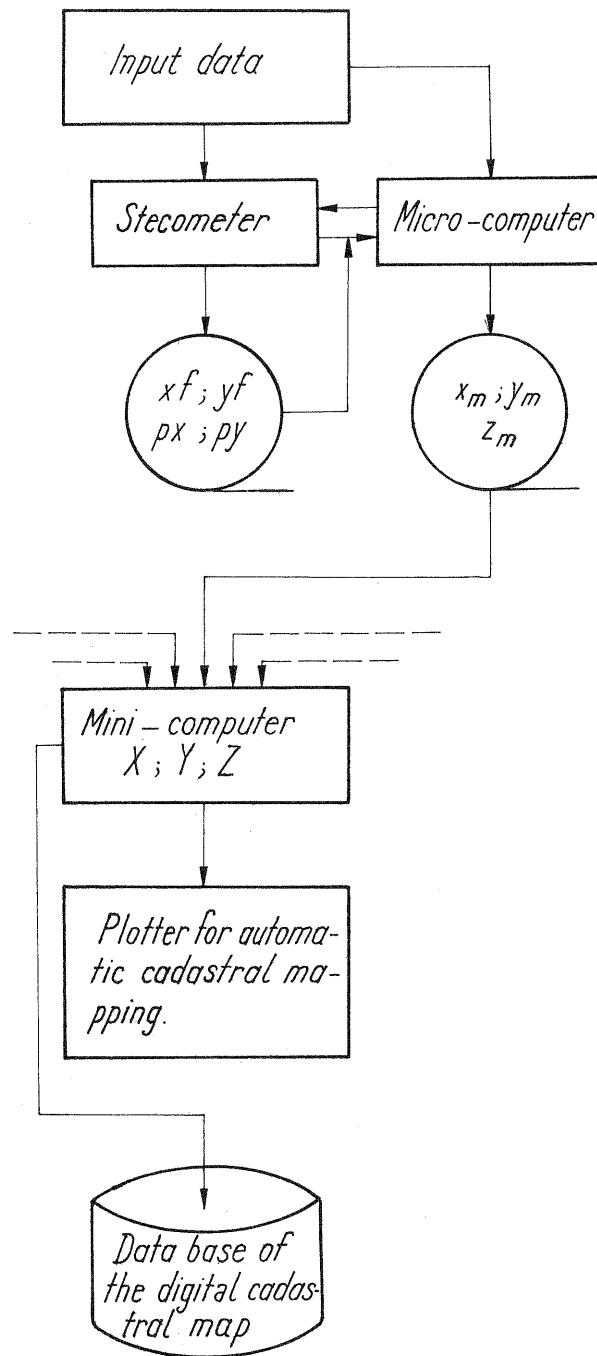 Input data
Stecometer
Micro-computer
xf ; yf
px ; py
xm ; ym
zm
Mini-computer
X ; Y ; Z
Plotter for automa-
tic cadastral ma-
pping.
Data base of
the digital cadas-
tral map